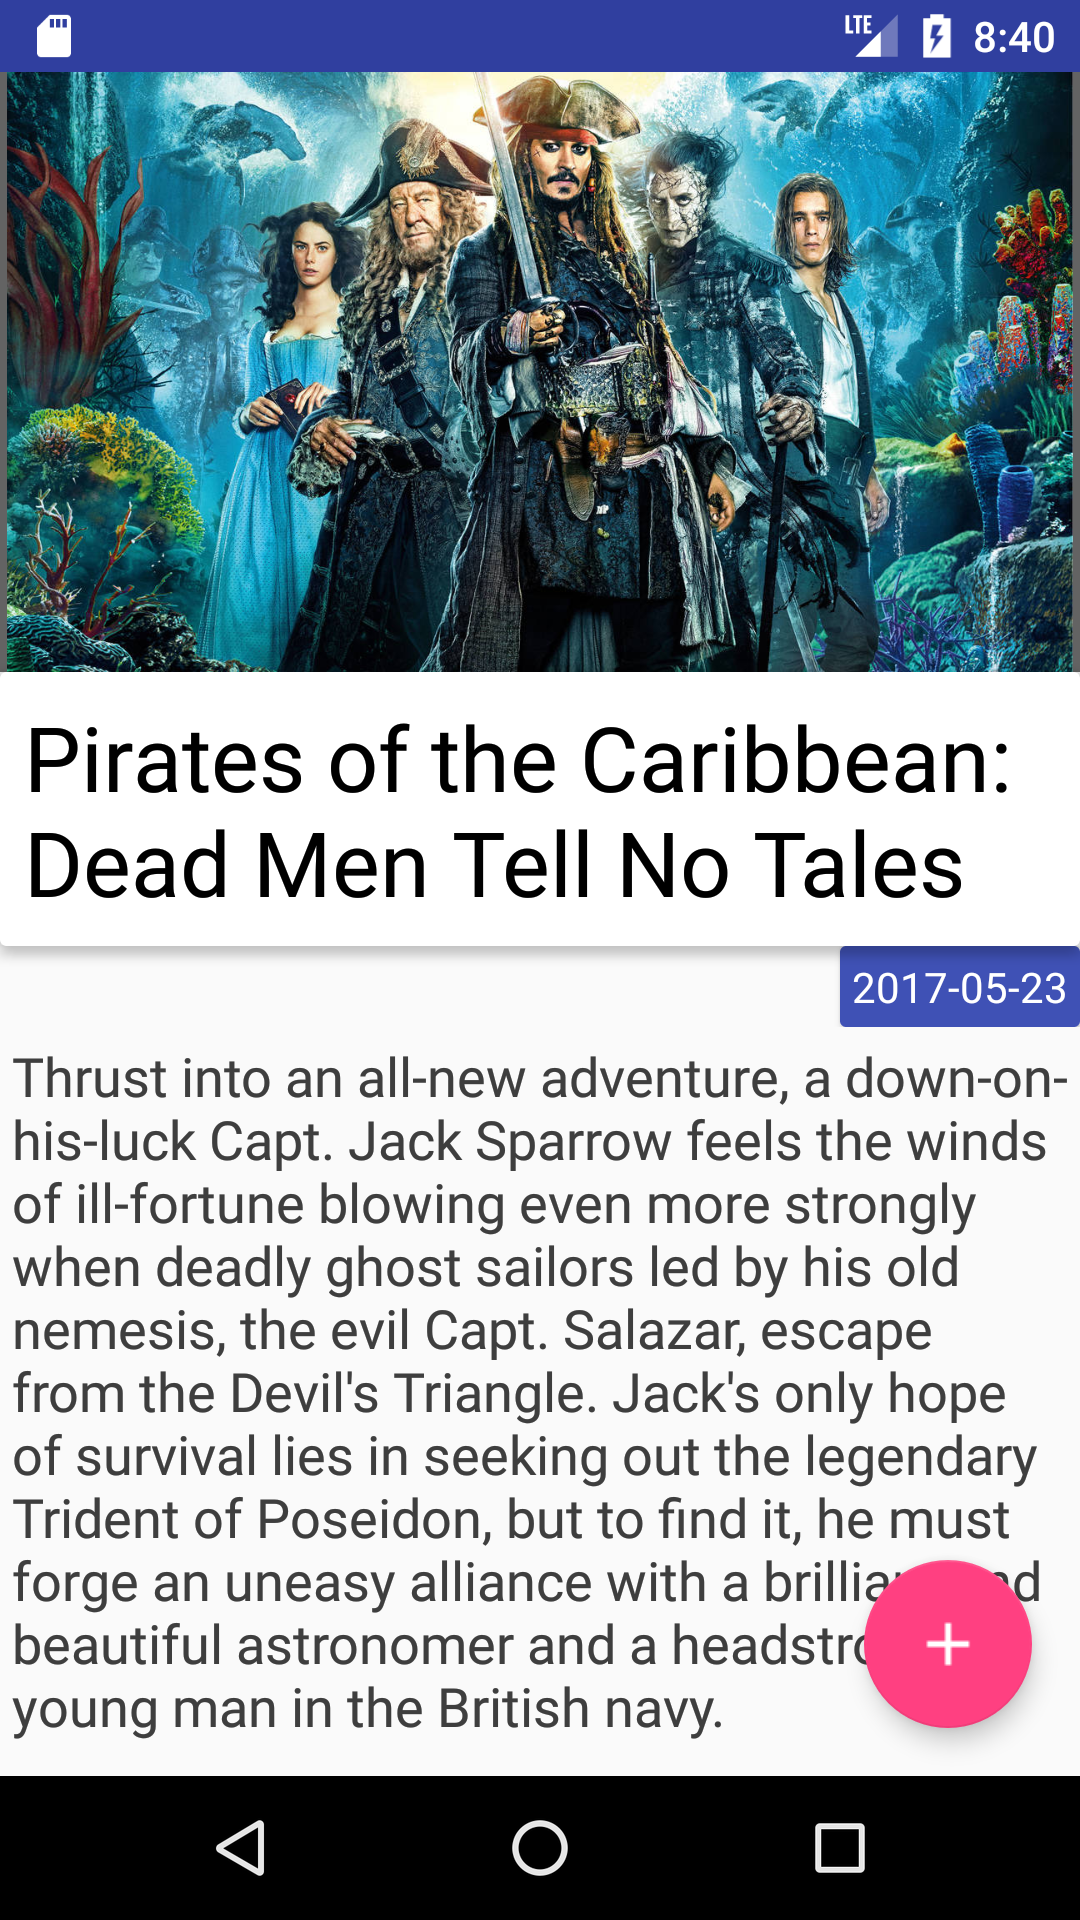 LTE 8:40
Pirates of the Caribbean:
Dead Men Tell No Tales
2017-05-23
Thrust into an all-new adventure, a down-on-
his-luck Capt. Jack Sparrow feels the winds
of ill-fortune blowing even more strongly
when deadly ghost sailors led by his old
nemesis, the evil Capt. Salazar, escape
from the Devil's Triangle. Jack's only hope
of survival lies in seeking out the legendary
Trident of Poseidon, but to find it, he must
forge an uneasy alliance with a
beautiful astronomer and a
young man in the British navy.